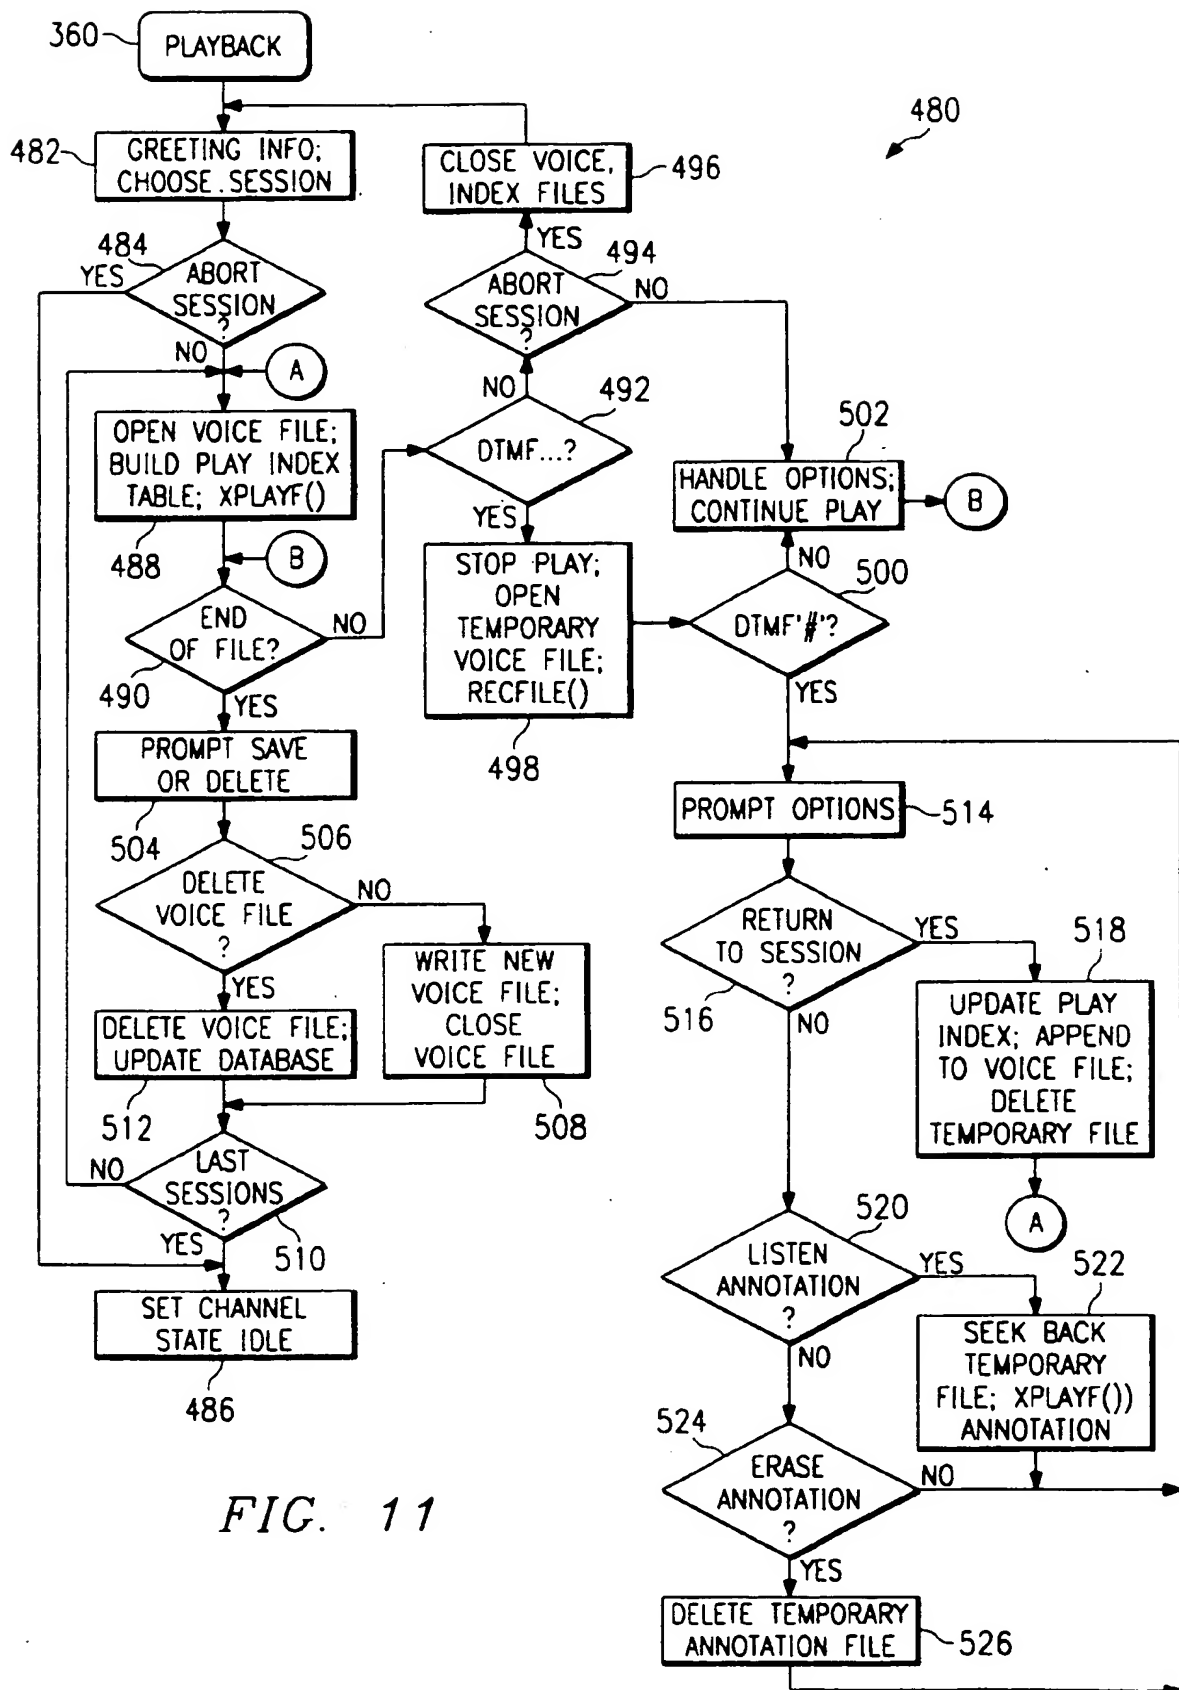 360
PLAYBACK
480
482
GREETING INFO;
CHOOSE.SESSION
CLOSE VOICE,
INDEX FILES
496
484
YES
ABORT
SESSION
?
NO
YES
494
ABORT
SESSION
?
NO
A
NO
492
DTMF...?
YES
OPEN VOICE FILE;
BUILD PLAY INDEX
TABLE; XPLAYF()
488
502
HANDLE OPTIONS;
CONTINUE PLAY
B
NO
500
DTMF'#'?
YES
B
END
OF FILE?
NO
490
YES
STOP PLAY;
OPEN
TEMPORARY
VOICE FILE;
RECFILE()
498
PROMPT SAVE
OR DELETE
504
506
DELETE
VOICE FILE
?
NO
YES
WRITE NEW
VOICE FILE;
CLOSE
VOICE FILE
508
DELETE VOICE FILE;
UPDATE DATABASE
512
NO
LAST
SESSIONS
?
YES
510
SET CHANNEL
STATE IDLE
486
PROMPT OPTIONS
514
RETURN
TO SESSION
?
YES
516
NO
518
UPDATE PLAY
INDEX; APPEND
TO VOICE FILE;
DELETE
TEMPORARY FILE
A
520
LISTEN
ANNOTATION
?
YES
NO
522
SEEK BACK
TEMPORARY
FILE; XPLAYF())
ANNOTATION
524
ERASE
ANNOTATION
?
NO
YES
DELETE TEMPORARY
ANNOTATION FILE
526
FIG. 11